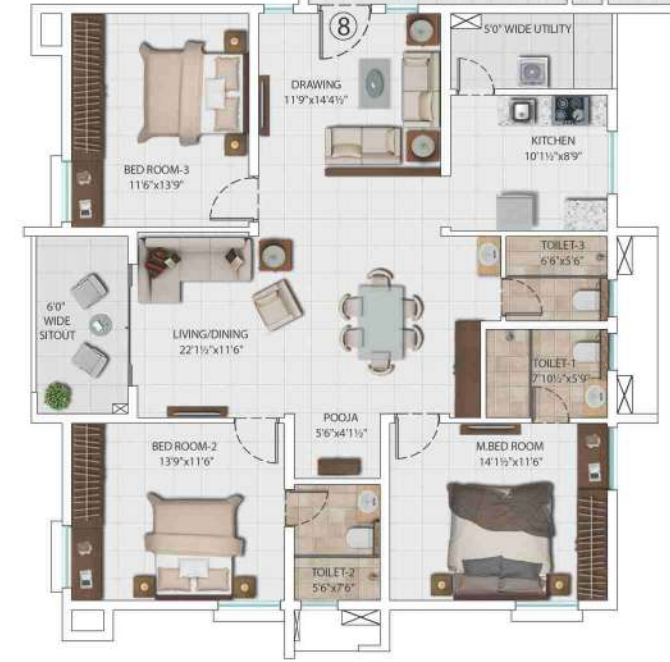 8
5'0" WIDE UTILITY
DRAWING
11'9"x14'4½"
KITCHEN
10'1½"x8'9"
BED ROOM-3
11'6"x13'9"
TOILET-3
6'6"x5'6"
6'0"
WIDE
SITOUT
LIVING/DINING
22'1½"x11'6"
TOILET-1
7'10½"x5'9"
POOJA
5'6"x4'1½"
BED ROOM-2
13'9"x11'6"
M.BED ROOM
14'1½"x11'6"
TOILET-2
5'6"x7'6"